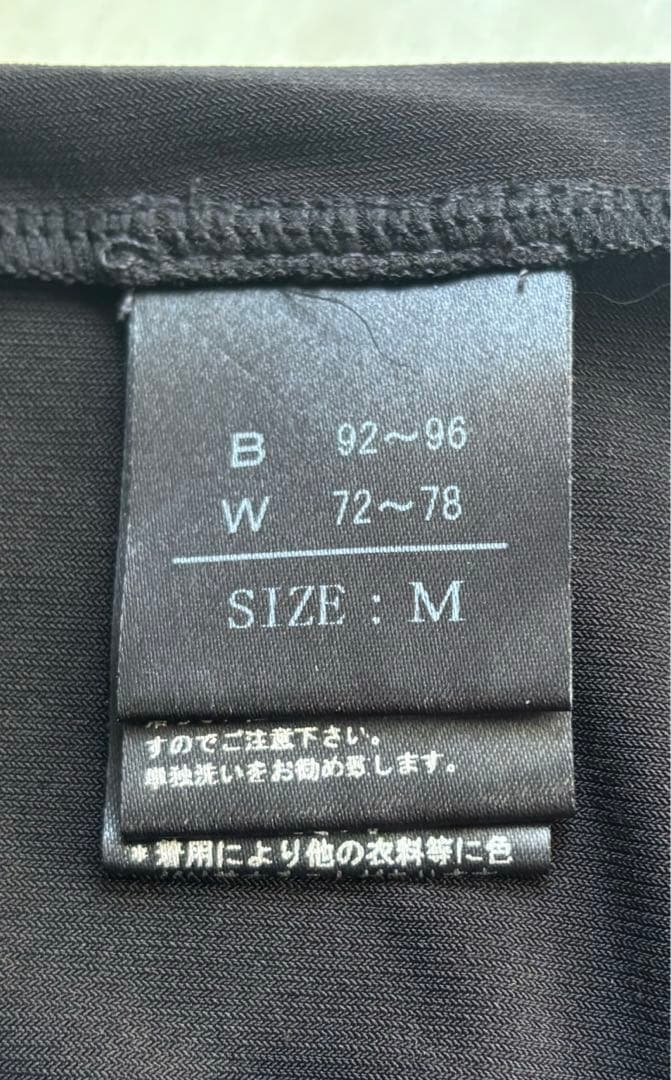 B 92～96
W 72～78
SIZE : M
すのでご注意下さい。
単独洗いをお勧め致します。
＊着用により他の衣料等に色